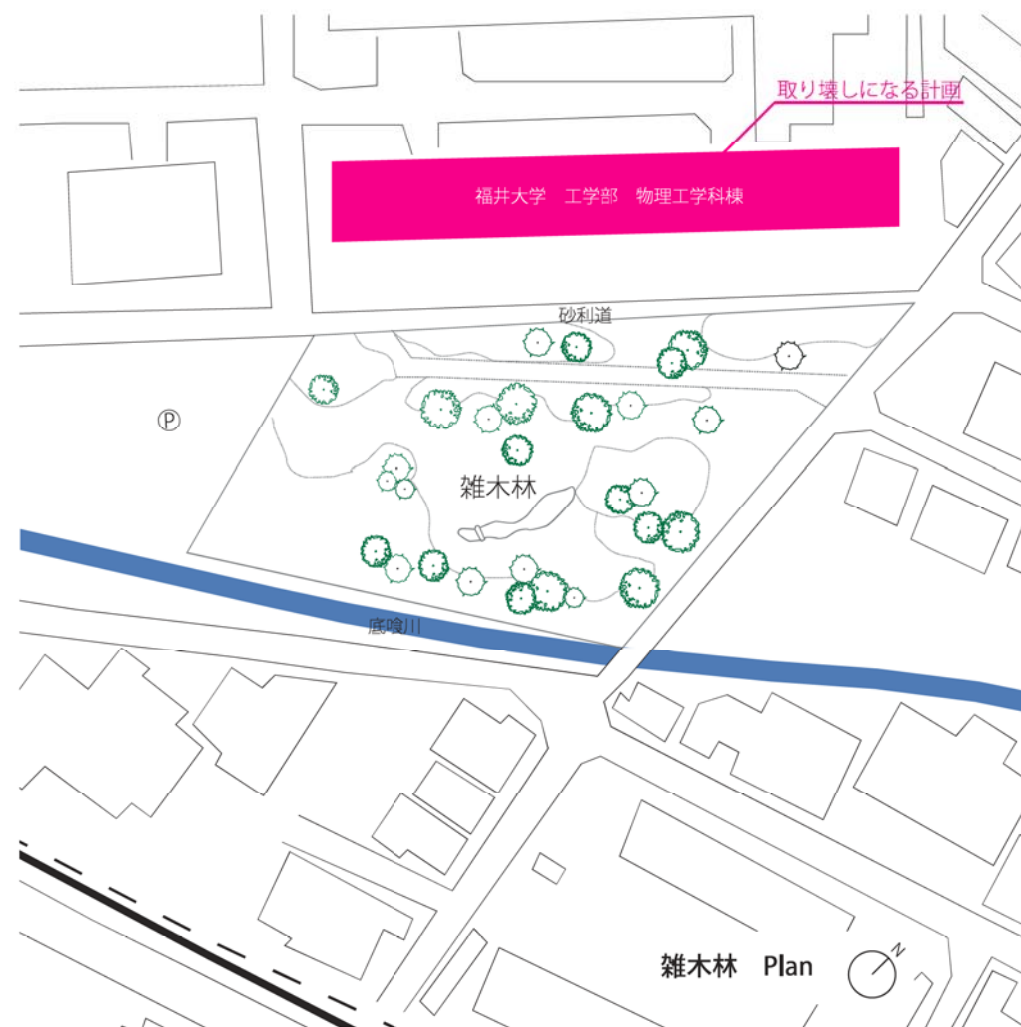 取り壊しになる計画
福井大学　工学部　物理工学科棟
砂利道
Ⓟ
雑木林
底喰川
雑木林　Plan
N